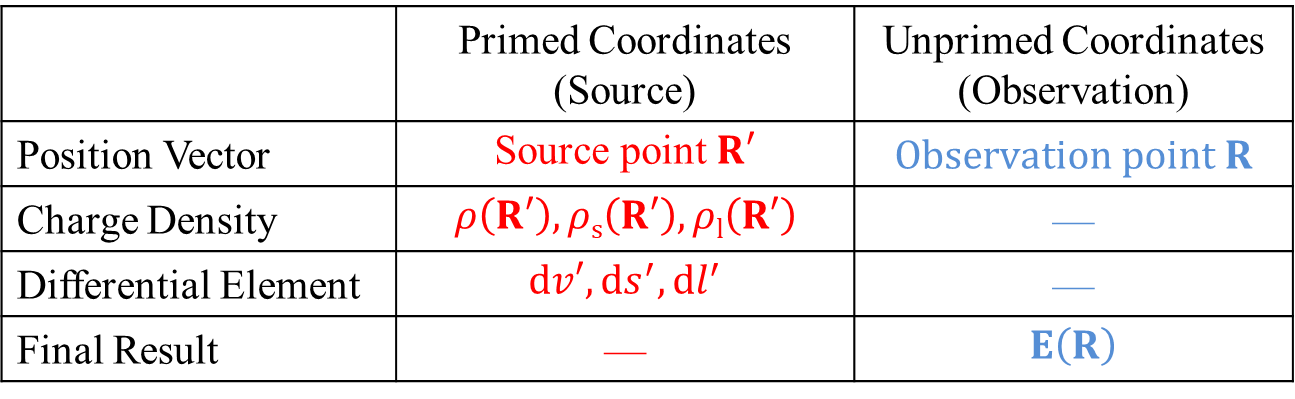 Primed Coordinates Unprimed Coordinates
(Source) (Observation)
Position Vector Source point 𝐑′ Observation point 𝐑
Charge Density 𝜌(𝐑′), 𝜌ₛ(𝐑′), 𝜌ₗ(𝐑′) —
Differential Element d𝑣′, d𝑠′, d𝑙′ —
Final Result — 𝐄(𝐑)